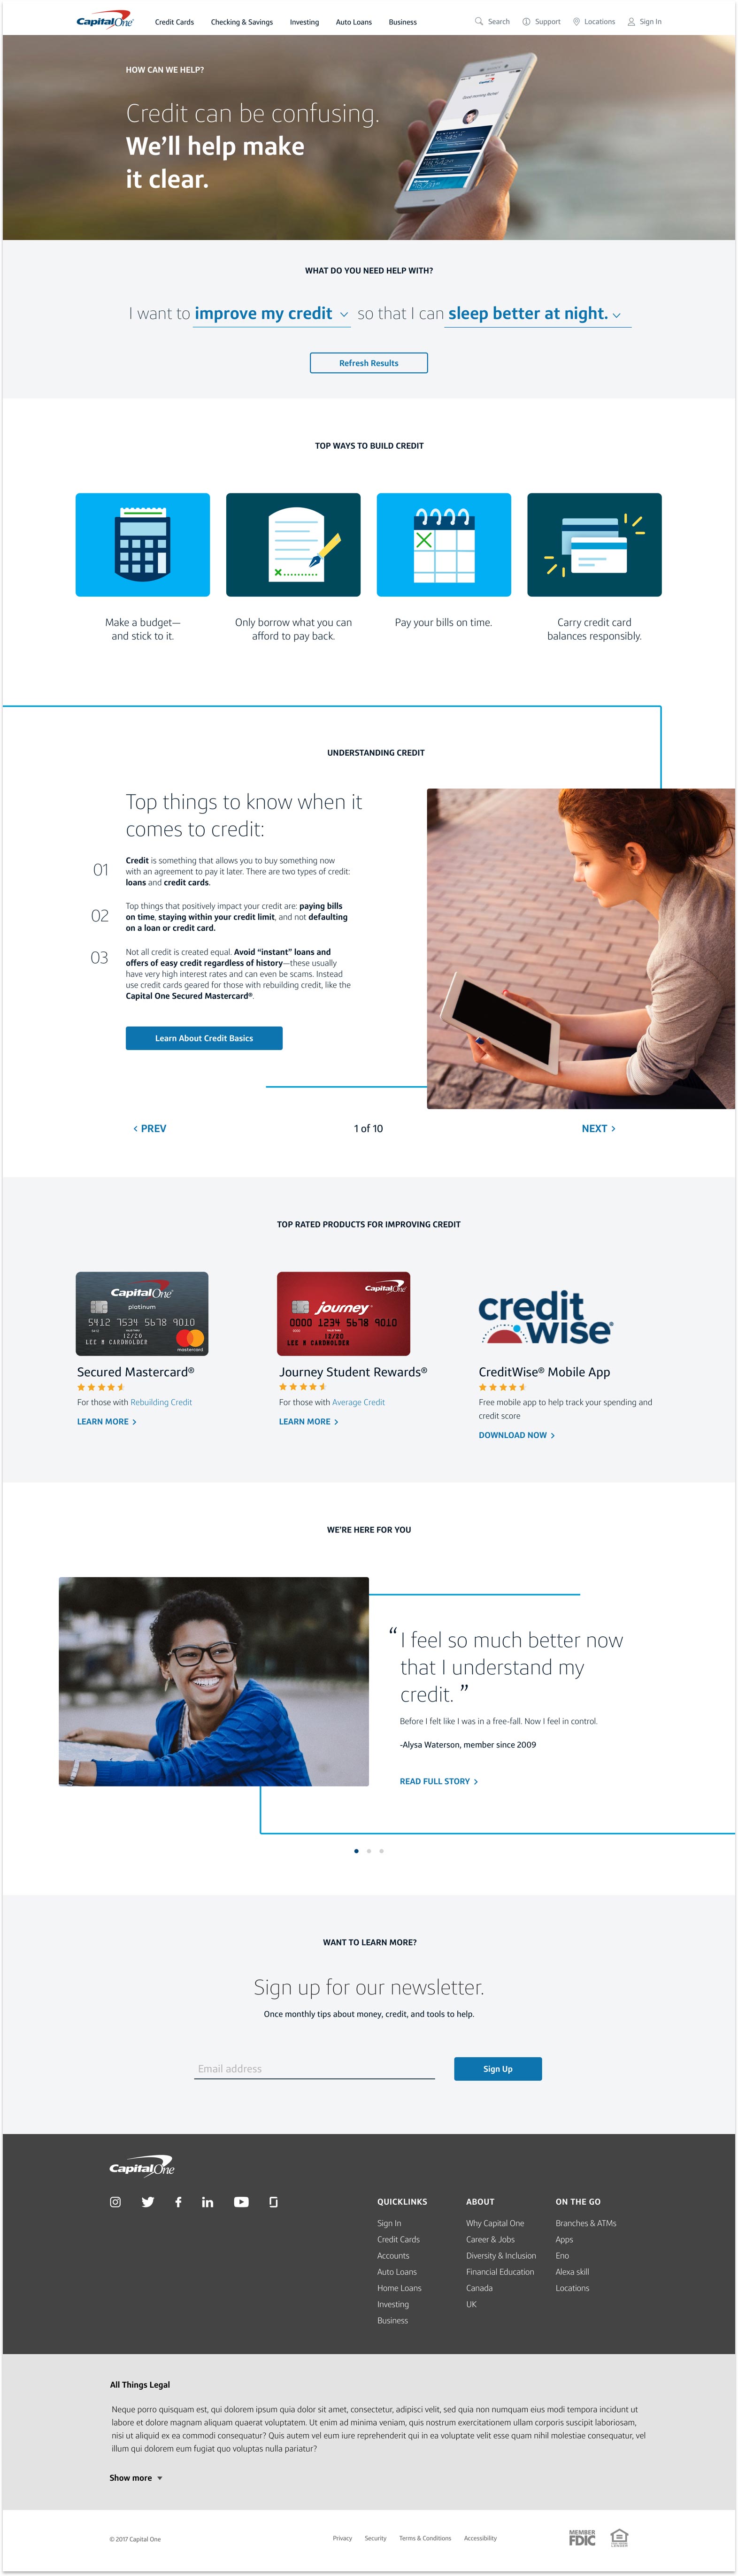 Capital One
Credit Cards Checking & Savings Investing Auto Loans Business Search Support Locations Sign In
HOW CAN WE HELP?
Credit can be confusing.
We'll help make
it clear.
WHAT DO YOU NEED HELP WITH?
I want to improve my credit so that I can sleep better at night.
Refresh Results
TOP WAYS TO BUILD CREDIT
Make a budget—
and stick to it.
Only borrow what you can
afford to pay back.
Pay your bills on time.
Carry credit card
balances responsibly.
UNDERSTANDING CREDIT
Top things to know when it
comes to credit:
01
Credit is something that allows you to buy something now
with an agreement to pay it later. There are two types of credit:
loans and credit cards.
02
Top things that positively impact your credit are: paying bills
on time, staying within your credit limit, and not defaulting
on a loan or credit card.
03
Not all credit is created equal. Avoid “instant” loans and
offers of easy credit regardless of history—these usually
have very high interest rates and can even be scams. Instead
use credit cards geared for those with rebuilding credit, like the
Capital One Secured Mastercard®.
Learn About Credit Basics
PREV
1 of 10
NEXT
TOP RATED PRODUCTS FOR IMPROVING CREDIT
Capital One
platinum
5412 7534 5678 9010
12/20
LEE M CARDHOLDER
mastercard
Secured Mastercard®
For those with Rebuilding Credit
LEARN MORE
Capital One
journey
0000 1234 5678 9010
12/20
LEE M CARDHOLDER
Journey Student Rewards®
For those with Average Credit
LEARN MORE
credit
wise®
CreditWise® Mobile App
Free mobile app to help track your spending and
credit score
DOWNLOAD NOW
WE'RE HERE FOR YOU
“ I feel so much better now
that I understand my
credit. ”
Before I felt like I was in a free-fall. Now I feel in control.
-Alysa Waterson, member since 2009
READ FULL STORY
WANT TO LEARN MORE?
Sign up for our newsletter.
Once monthly tips about money, credit, and tools to help.
Email address
Sign Up
Capital One
QUICKLINKS
Sign In
Credit Cards
Accounts
Auto Loans
Home Loans
Investing
Business
ABOUT
Why Capital One
Career & Jobs
Diversity & Inclusion
Financial Education
Canada
UK
ON THE GO
Branches & ATMs
Apps
Eno
Alexa skill
Locations
All Things Legal
Neque porro quisquam est, qui dolorem ipsum quia dolor sit amet, consectetur, adipisci velit, sed quia non numquam eius modi tempora incidunt ut
labore et dolore magnam aliquam quaerat voluptatem. Ut enim ad minima veniam, quis nostrum exercitationem ullam corporis suscipit laboriosam,
nisi ut aliquid ex ea commodi consequatur? Quis autem vel eum iure reprehenderit qui in ea voluptate velit esse quam nihil molestiae consequatur, vel
illum qui dolorem eum fugiat quo voluptas nulla pariatur?
Show more
© 2017 Capital One
Privacy Security Terms & Conditions Accessibility
MEMBER
FDIC